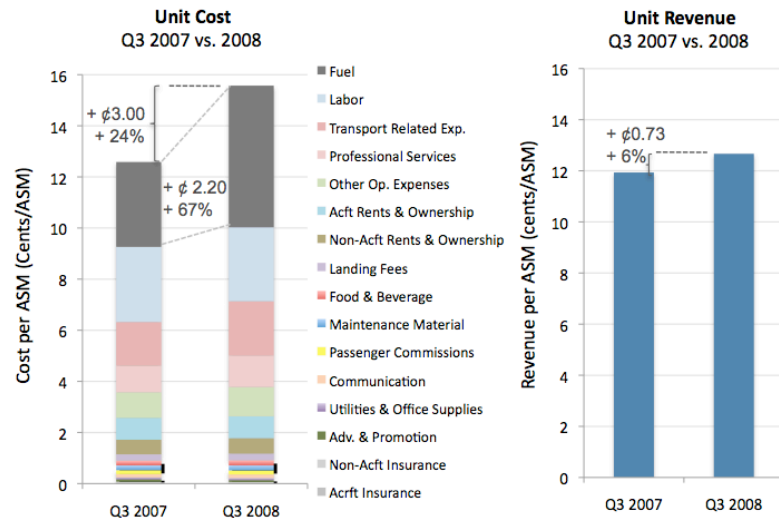 Unit Cost
Q3 2007 vs. 2008
Cost per ASM (Cents/ASM)
16
14
12
10
8
6
4
2
0
+ ¢3.00
+ 24%
+ ¢ 2.20
+ 67%
Q3 2007
Q3 2008
Fuel
Labor
Transport Related Exp.
Professional Services
Other Op. Expenses
Acft Rents & Ownership
Non-Acft Rents & Ownership
Landing Fees
Food & Beverage
Maintenance Material
Passenger Commissions
Communication
Utilities & Office Supplies
Adv. & Promotion
Non-Acft Insurance
Acrft Insurance
Unit Revenue
Q3 2007 vs. 2008
Revenue per ASM (cents/ASM)
16
14
12
10
8
6
4
2
0
+ ¢0.73
+ 6%
Q3 2007
Q3 2008